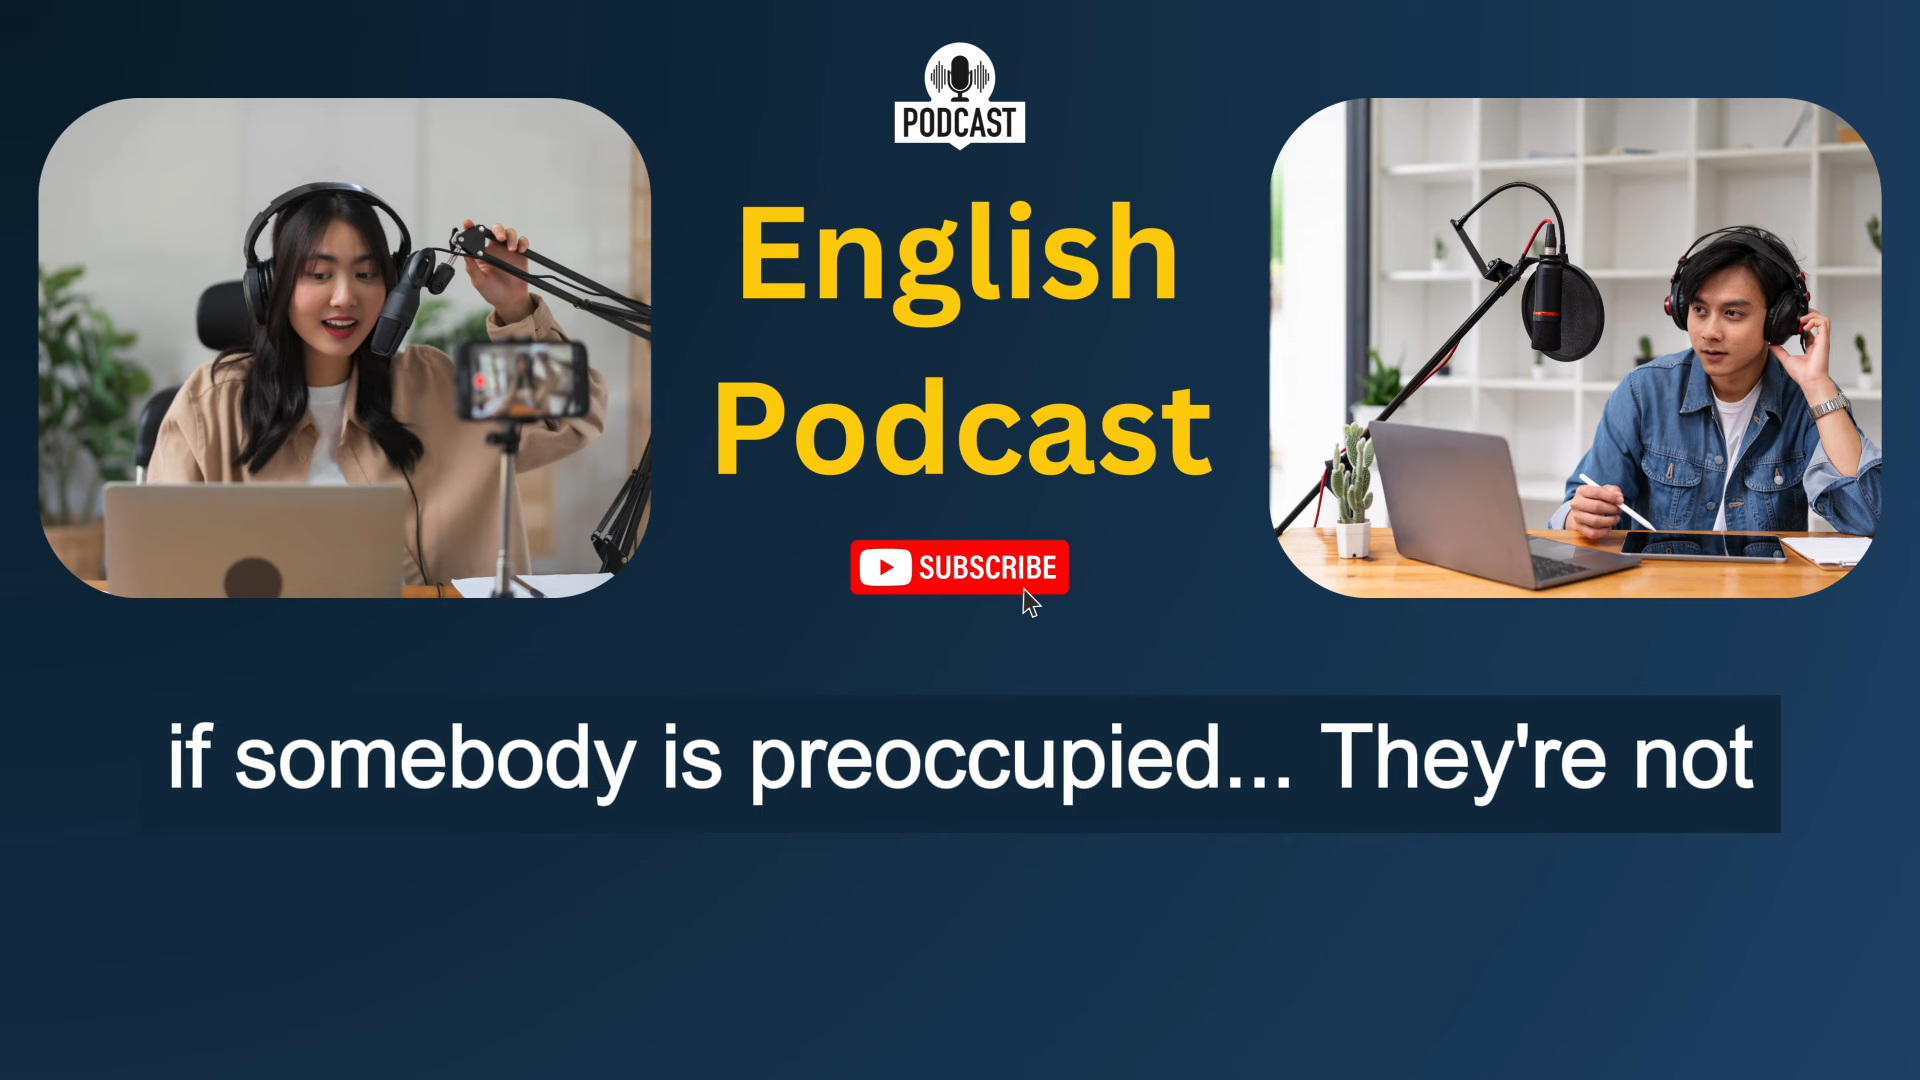 PODCAST
English
Podcast
SUBSCRIBE
if somebody is preoccupied... They're not